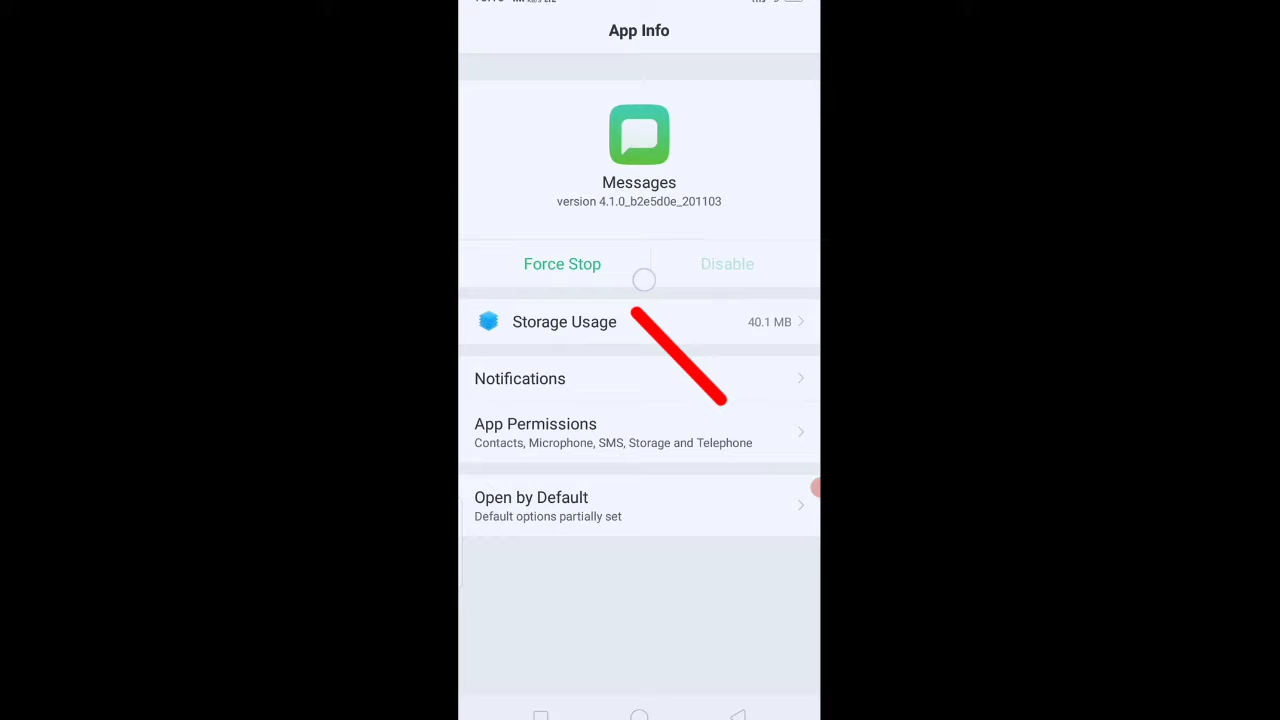 App Info
Messages
version 4.1.0_b2e5d0e_201103
Force Stop
Disable
Storage Usage
40.1 MB
Notifications
App Permissions
Contacts, Microphone, SMS, Storage and Telephone
Open by Default
Default options partially set